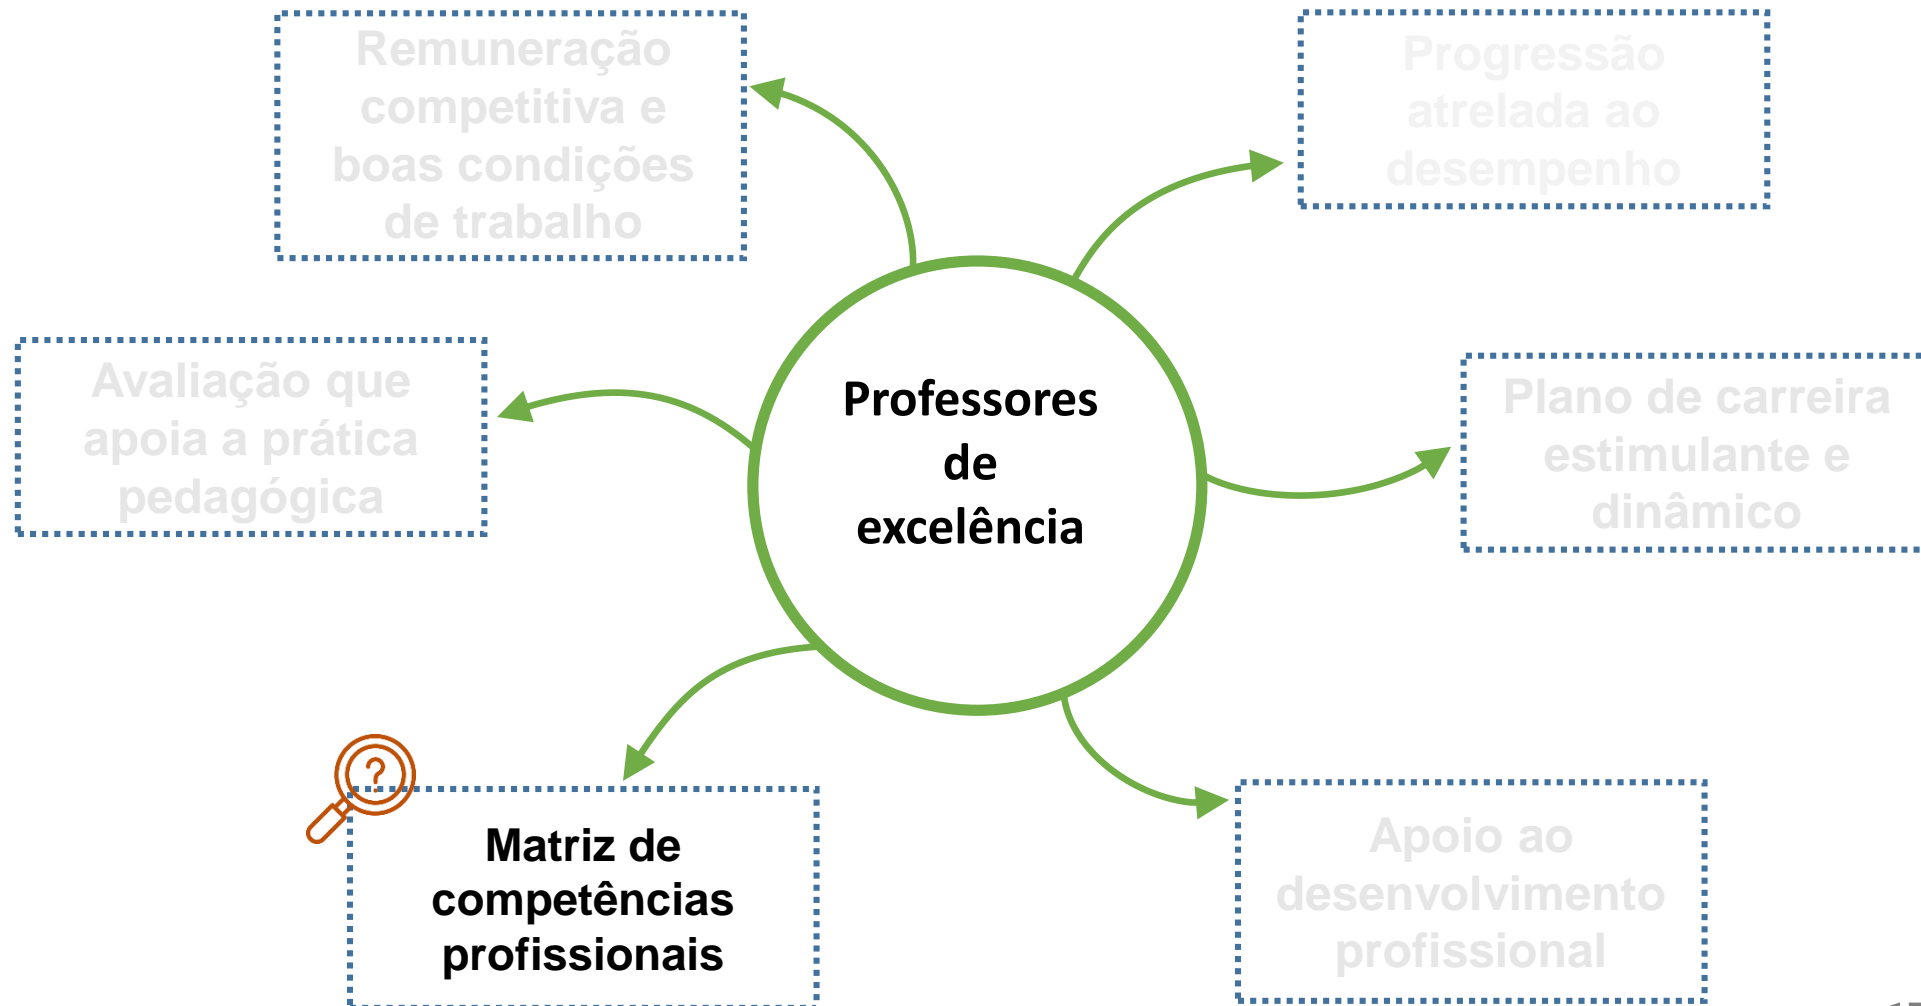 Remuneração
competitiva e
boas condições
de trabalho
Progressão
atrelada ao
desempenho
Avaliação que
apoia a prática
pedagógica
Professores
de
excelência
Plano de carreira
estimulante e
dinâmico
?
Matriz de
competências
profissionais
Apoio ao
desenvolvimento
profissional